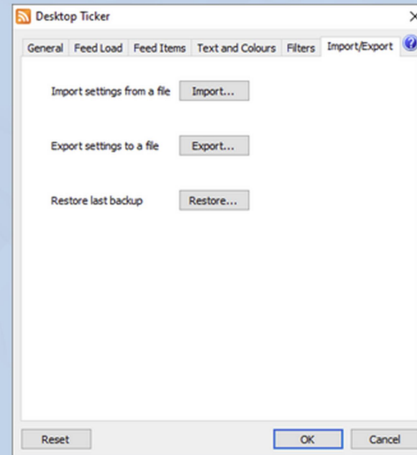 Desktop Ticker
General Feed Load Feed Items Text and Colours Filters Import/Export
Import settings from a file Import...
Export settings to a file Export...
Restore last backup Restore...
Reset OK Cancel